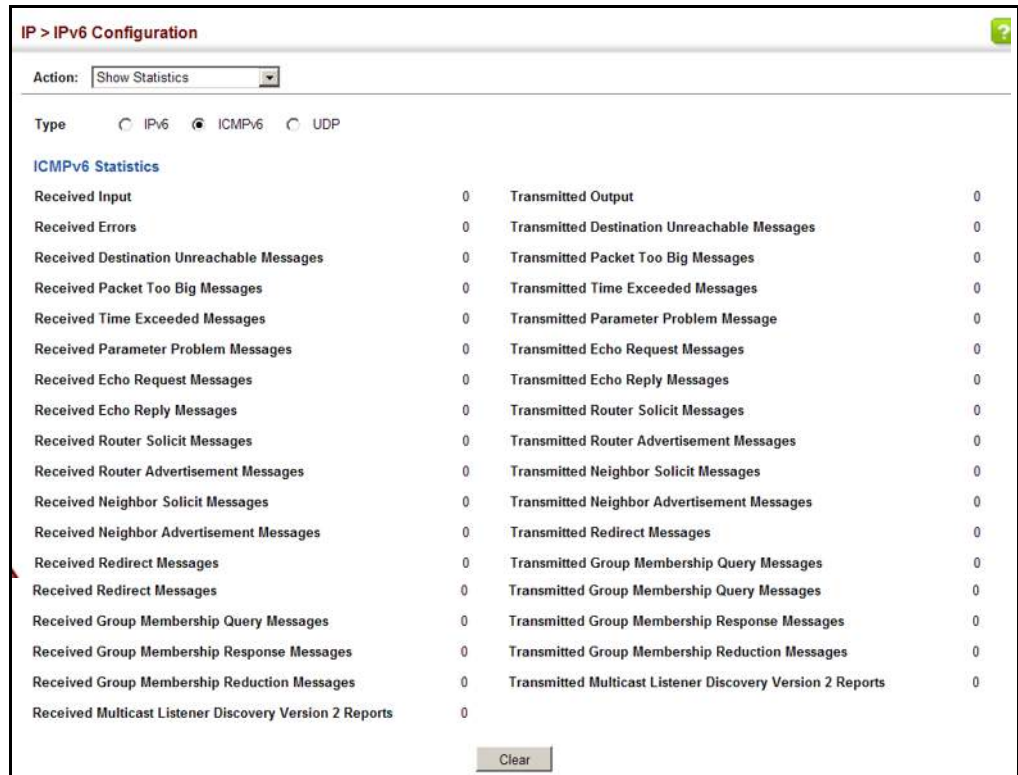 IP > IPv6 Configuration
?
Action: Show Statistics
Type IPv6 ICMPv6 UDP
ICMPv6 Statistics
Received Input 0 Transmitted Output 0
Received Errors 0 Transmitted Destination Unreachable Messages 0
Received Destination Unreachable Messages 0 Transmitted Packet Too Big Messages 0
Received Packet Too Big Messages 0 Transmitted Time Exceeded Messages 0
Received Time Exceeded Messages 0 Transmitted Parameter Problem Message 0
Received Parameter Problem Messages 0 Transmitted Echo Request Messages 0
Received Echo Request Messages 0 Transmitted Echo Reply Messages 0
Received Echo Reply Messages 0 Transmitted Router Solicit Messages 0
Received Router Solicit Messages 0 Transmitted Router Advertisement Messages 0
Received Router Advertisement Messages 0 Transmitted Neighbor Solicit Messages 0
Received Neighbor Solicit Messages 0 Transmitted Neighbor Advertisement Messages 0
Received Neighbor Advertisement Messages 0 Transmitted Redirect Messages 0
Received Redirect Messages 0 Transmitted Group Membership Query Messages 0
Received Redirect Messages 0 Transmitted Group Membership Query Messages 0
Received Group Membership Query Messages 0 Transmitted Group Membership Response Messages 0
Received Group Membership Response Messages 0 Transmitted Group Membership Reduction Messages 0
Received Group Membership Reduction Messages 0 Transmitted Multicast Listener Discovery Version 2 Reports 0
Received Multicast Listener Discovery Version 2 Reports 0
Clear